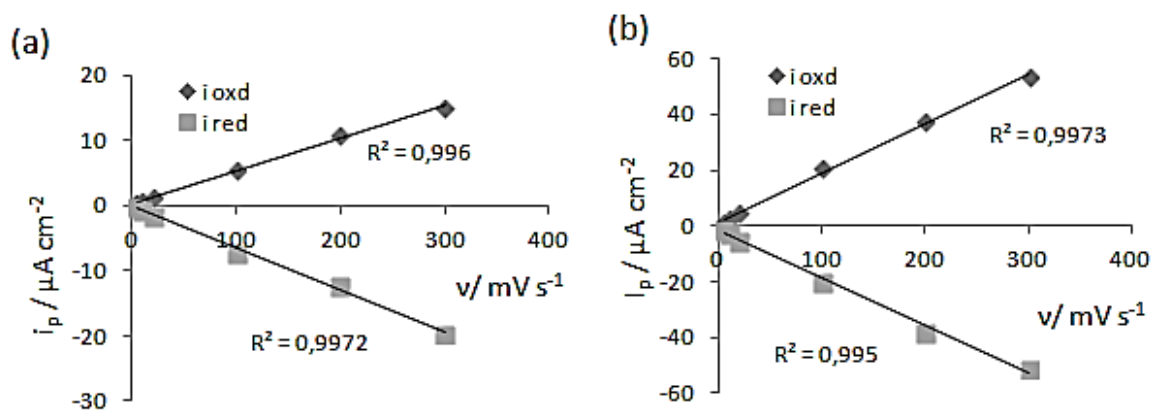 (a)
20
10
0
-10
-20
-30
0
100
200
300
400
i oxd
i red
R² = 0,996
R² = 0,9972
i_p / μA cm⁻²
ν/ mV s⁻¹
(b)
60
40
20
0
-20
-40
-60
0
100
200
300
400
i oxd
i red
R² = 0,9973
R² = 0,995
I_p / μA cm⁻²
ν/ mV s⁻¹